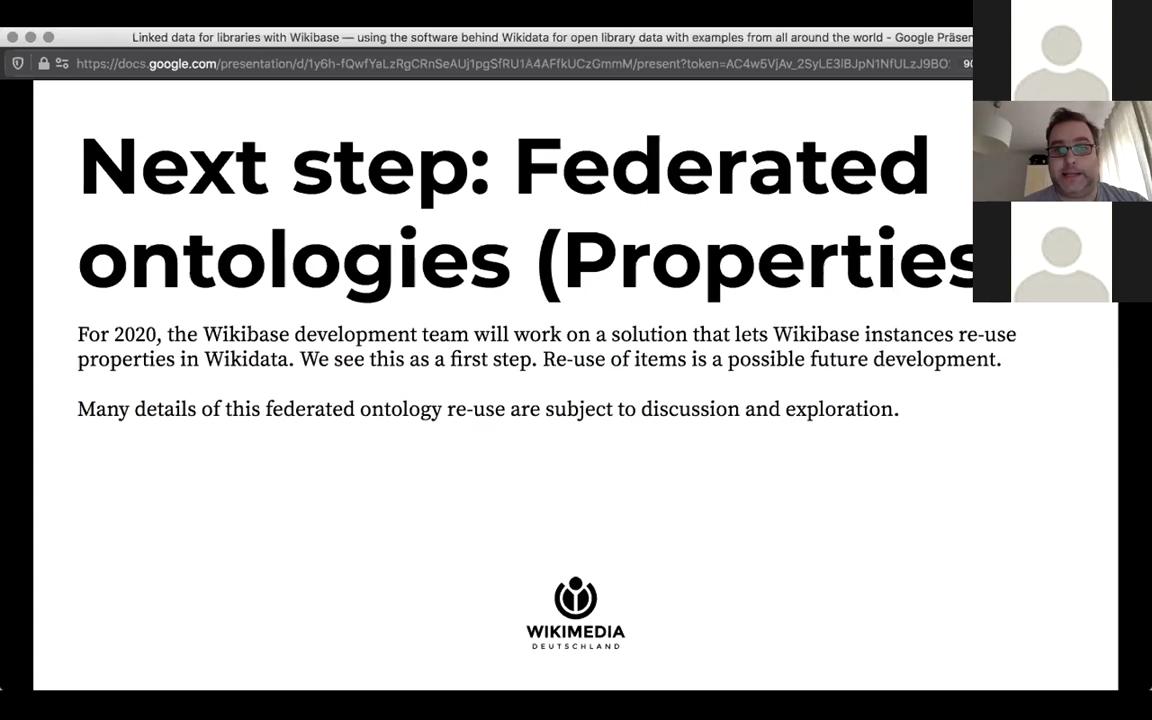 Linked data for libraries with Wikibase — using the software behind Wikidata for open library data with examples from all around the world - Google Präsen
https://docs.google.com/presentation/d/1y6h-fQwfYaLzRgCRnSeAUj1pgSfRU1A4AFfkUCzGmmM/present?token=AC4w5VjAv_2SyLE3lBJpN1NfULzJ9BO
90
Next step: Federated
ontologies (Properties
For 2020, the Wikibase development team will work on a solution that lets Wikibase instances re-use
properties in Wikidata. We see this as a first step. Re-use of items is a possible future development.
Many details of this federated ontology re-use are subject to discussion and exploration.
WIKIMEDIA
DEUTSCHLAND